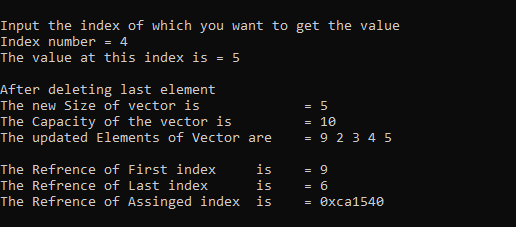 Input the index of which you want to get the value
Index number = 4
The value at this index is = 5
After deleting last element
The new Size of vector is = 5
The Capacity of the vector is = 10
The updated Elements of Vector are = 9 2 3 4 5
The Refrence of First index is = 9
The Refrence of Last index is = 6
The Refrence of Assinged index is = 0xca1540